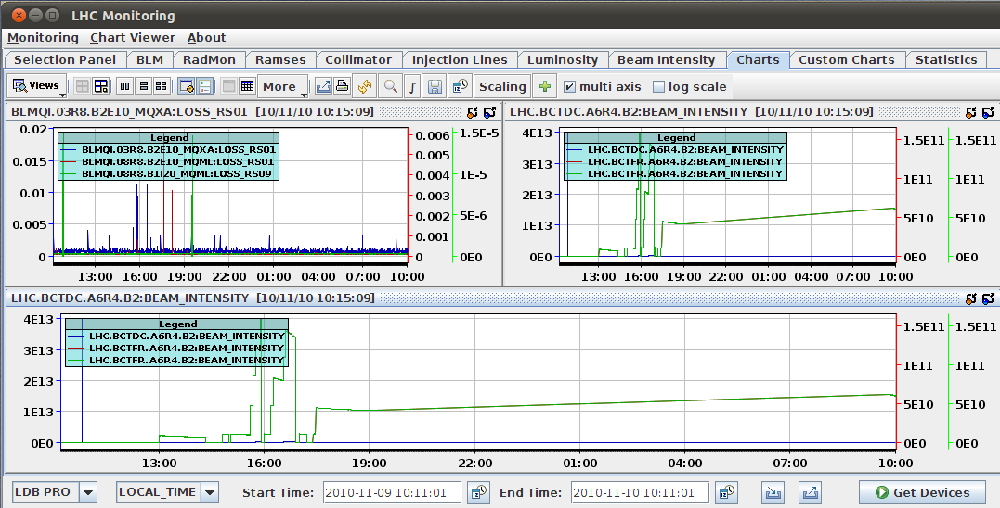 LHC Monitoring
Monitoring Chart Viewer About
Selection Panel BLM RadMon Ramses Collimator Injection Lines Luminosity Beam Intensity Charts Custom Charts Statistics
Views More Scaling multi axis log scale
BLMQI.03R8.B2E10_MQXA:LOSS_RS01 [10/11/10 10:15:09]
0.02
0.015
0.01
0.005
0
Legend
BLMQI.03R8.B2E10_MQXA:LOSS_RS01
BLMQI.08R8.B2E10_MQML:LOSS_RS01
BLMQI.08R8.B1I20_MQML:LOSS_RS09
0.006
0.005
0.004
0.003
0.002
0.001
0
1.5E-5
1E-5
5E-6
0E0
13:00 16:00 19:00 22:00 01:00 04:00 07:00 10:00
LHC.BCTDC.A6R4.B2:BEAM_INTENSITY [10/11/10 10:15:09]
4E13
3E13
2E13
1E13
0E0
Legend
LHC.BCTDC.A6R4.B2:BEAM_INTENSITY
LHC.BCTFR.A6R4.B2:BEAM_INTENSITY
LHC.BCTFR.A6R4.B2:BEAM_INTENSITY
1.5E11
1E11
5E10
0E0
1.5E11
1E11
5E10
0E0
13:00 16:00 19:00 22:00 01:00 04:00 07:00 10:00
LHC.BCTDC.A6R4.B2:BEAM_INTENSITY [10/11/10 10:15:09]
4E13
3E13
2E13
1E13
0E0
Legend
LHC.BCTDC.A6R4.B2:BEAM_INTENSITY
LHC.BCTFR.A6R4.B2:BEAM_INTENSITY
LHC.BCTFR.A6R4.B2:BEAM_INTENSITY
1.5E11
1E11
5E10
0E0
1.5E11
1E11
5E10
0E0
13:00 16:00 19:00 22:00 01:00 04:00 07:00 10:00
LDB PRO LOCAL_TIME Start Time: 2010-11-09 10:11:01 End Time: 2010-11-10 10:11:01 Get Devices